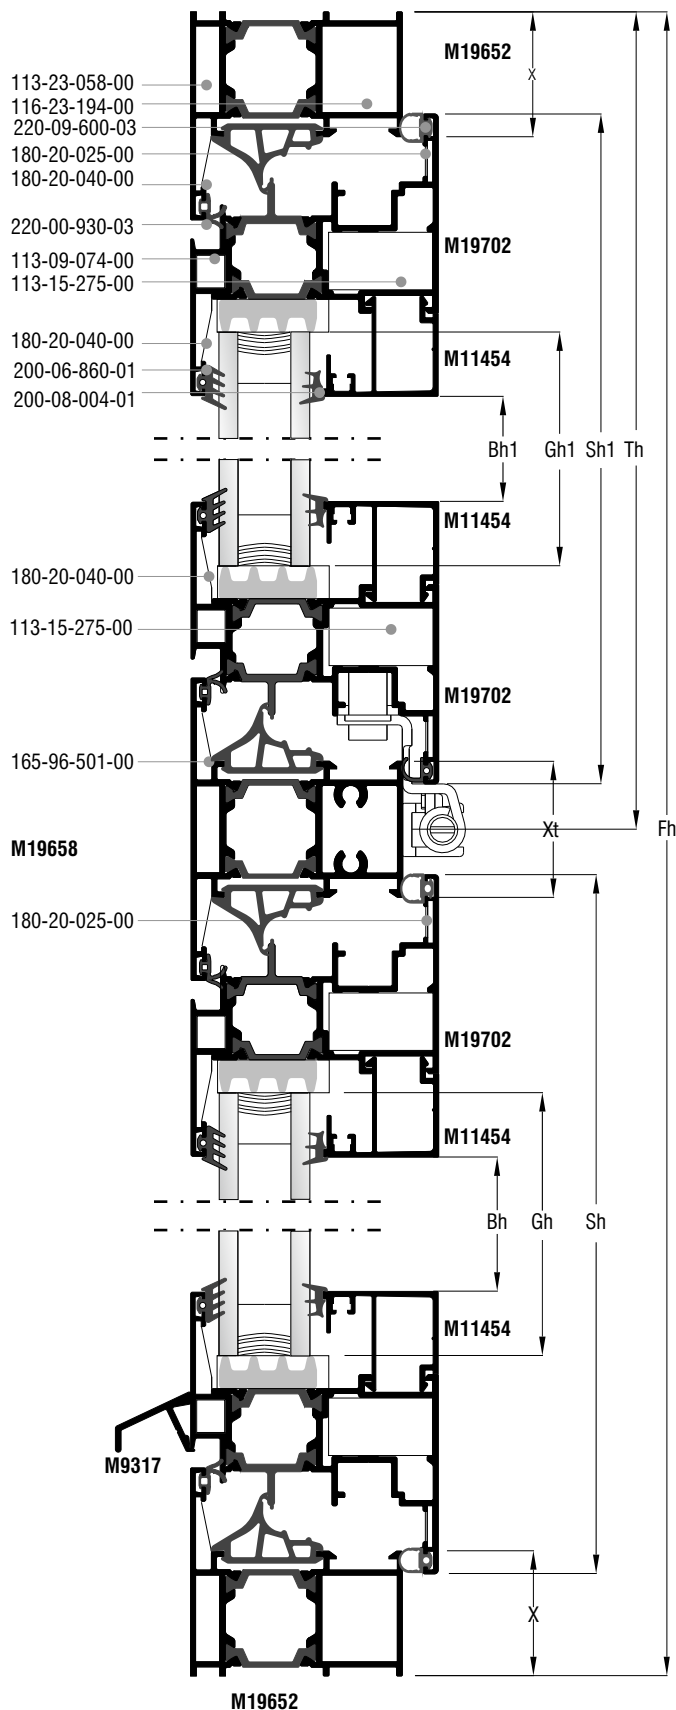 M19652
X
113-23-058-00
116-23-194-00
220-09-600-03
180-20-025-00
180-20-040-00
220-00-930-03
M19702
113-09-074-00
113-15-275-00
180-20-040-00
M11454
200-06-860-01
200-08-004-01
Bh1
Gh1
Sh1
Th
M11454
180-20-040-00
113-15-275-00
M19702
165-96-501-00
Xt
Fh
M19658
180-20-025-00
M19702
M11454
Bh
Gh
Sh
M11454
M9317
X
M19652